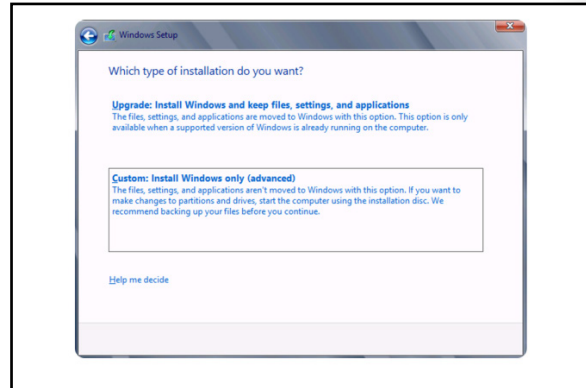 Windows Setup
Which type of installation do you want?
Upgrade: Install Windows and keep files, settings, and applications
The files, settings, and applications are moved to Windows with this option. This option is only
available when a supported version of Windows is already running on the computer.
Custom: Install Windows only (advanced)
The files, settings, and applications aren't moved to Windows with this option. If you want to
make changes to partitions and drives, start the computer using the installation disc. We
recommend backing up your files before you continue.
Help me decide